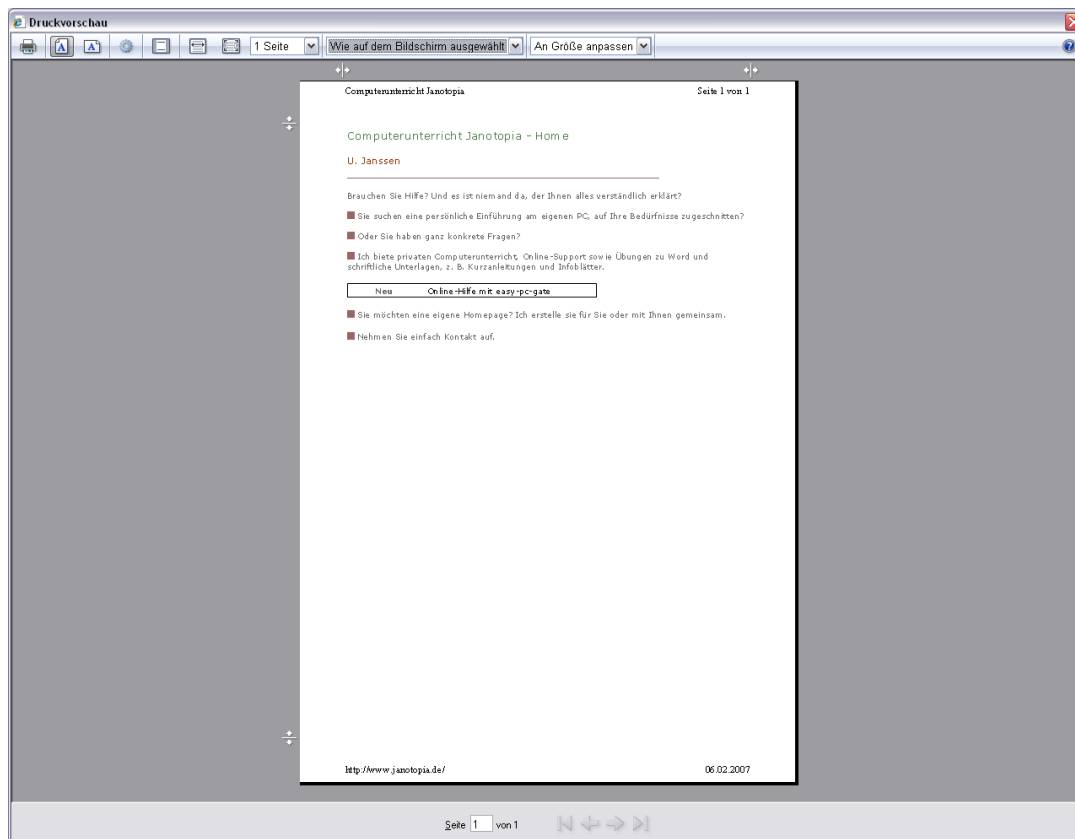 Druckvorschau
1 Seite Wie auf dem Bildschirm ausgewählt An Größe anpassen
Computerunterricht Janotopia Seite 1 von 1
Computerunterricht Janotopia - Home
U. Janssen
Brauchen Sie Hilfe? Und es ist niemand da, der Ihnen alles verständlich erklärt?
Sie suchen eine persönliche Einführung am eigenen PC, auf Ihre Bedürfnisse zugeschnitten?
Oder Sie haben ganz konkrete Fragen?
Ich biete privaten Computerunterricht, Online-Support sowie Übungen zu Word und
schriftliche Unterlagen, z. B. Kurzanleitungen und Infoblätter.
Neu Online-Hilfe mit easy-pc-gate
Sie möchten eine eigene Homepage? Ich erstelle sie für Sie oder mit Ihnen gemeinsam.
Nehmen Sie einfach Kontakt auf.
http://www.janotopia.de/ 06.02.2007
Seite 1 von 1